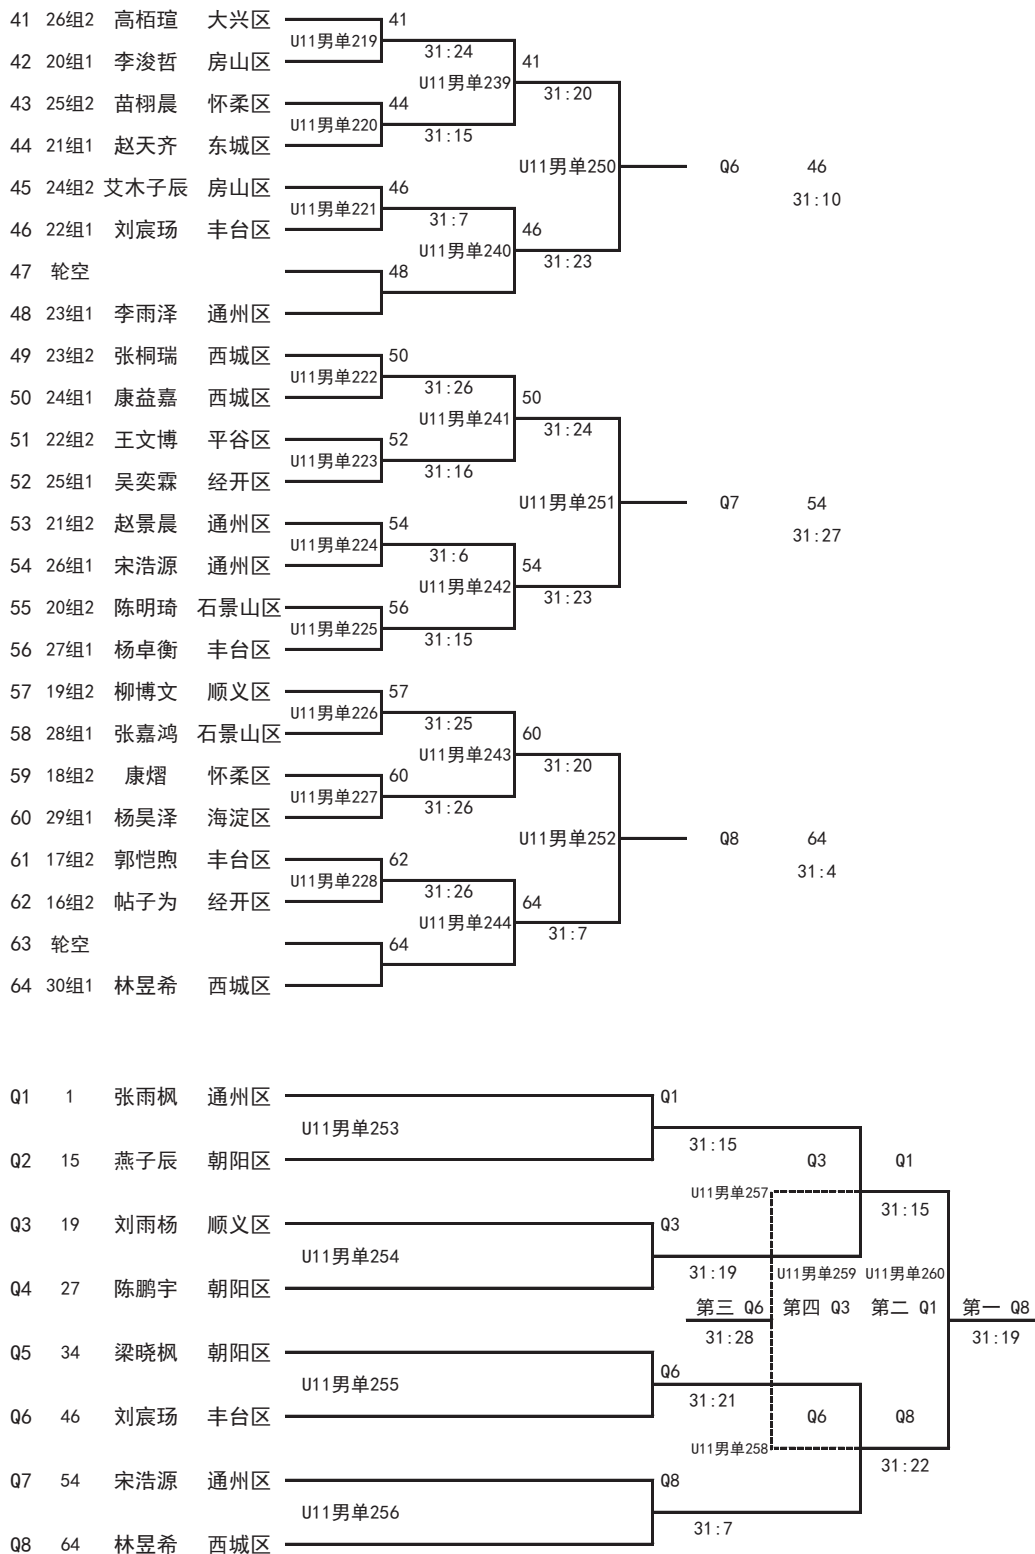 41 26组2 高栢瑄 大兴区 41
U11男单219
31:24
42 20组1 李浚哲 房山区 41
U11男单239
31:20
43 25组2 苗栩晨 怀柔区 44
U11男单220
31:15
44 21组1 赵天齐 东城区
U11男单250 Q6 46
45 24组2 艾木子辰 房山区 46
31:10
U11男单221
31:7
46 22组1 刘宸玚 丰台区 46
U11男单240
31:23
47 轮空 48
48 23组1 李雨泽 通州区
49 23组2 张桐瑞 西城区 50
U11男单222
31:26
50 24组1 康益嘉 西城区 50
U11男单241
31:24
51 22组2 王文博 平谷区 52
U11男单223
31:16
52 25组1 吴奕霖 经开区
U11男单251 Q7 54
53 21组2 赵景晨 通州区 54
31:27
U11男单224
31:6
54 26组1 宋浩源 通州区 54
U11男单242
31:23
55 20组2 陈明琦 石景山区 56
U11男单225
31:15
56 27组1 杨卓衡 丰台区
57 19组2 柳博文 顺义区 57
U11男单226
31:25
58 28组1 张嘉鸿 石景山区 60
U11男单243
31:20
59 18组2 康熠 怀柔区 60
U11男单227
31:26
60 29组1 杨昊泽 海淀区
U11男单252 Q8 64
61 17组2 郭恺煦 丰台区 62
31:4
U11男单228
31:26
62 16组2 帖子为 经开区 64
U11男单244
31:7
63 轮空 64
64 30组1 林昱希 西城区
Q1 1 张雨枫 通州区 Q1
U11男单253
31:15
Q2 15 燕子辰 朝阳区 Q3 Q1
U11男单257
31:15
Q3 19 刘雨杨 顺义区 Q3
U11男单254
31:19 U11男单259 U11男单260
Q4 27 陈鹏宇 朝阳区
第三 Q6 第四 Q3 第二 Q1 第一 Q8
31:28 31:19
Q5 34 梁晓枫 朝阳区
Q6
U11男单255
31:21
Q6 46 刘宸玚 丰台区 Q6 Q8
U11男单258
31:22
Q7 54 宋浩源 通州区 Q8
U11男单256
31:7
Q8 64 林昱希 西城区